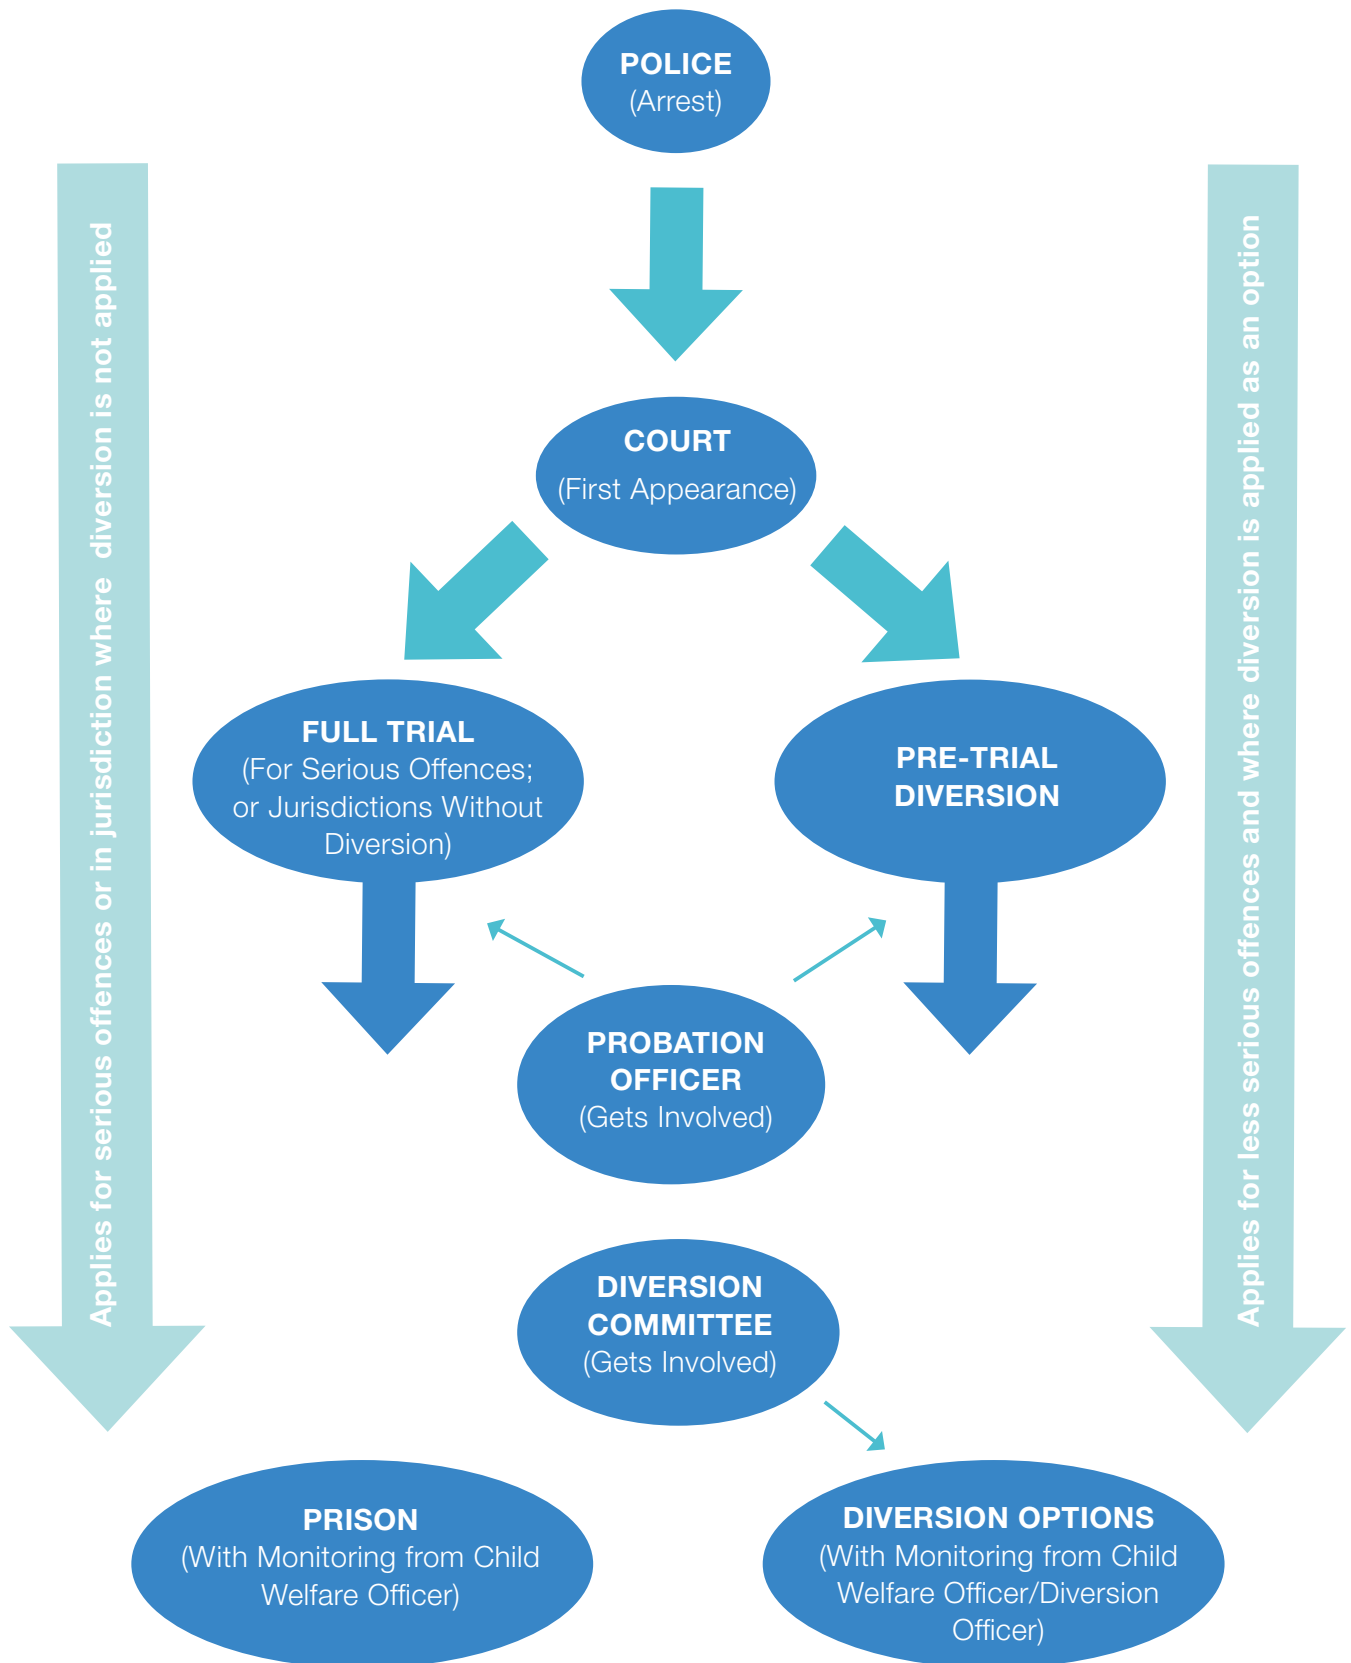 POLICE
(Arrest)
Applies for serious offences or in jurisdiction where diversion is not applied
Applies for less serious offences and where diversion is applied as an option
COURT
(First Appearance)
FULL TRIAL
(For Serious Offences;
or Jurisdictions Without
Diversion)
PRE-TRIAL
DIVERSION
PROBATION
OFFICER
(Gets Involved)
DIVERSION
COMMITTEE
(Gets Involved)
PRISON
(With Monitoring from Child
Welfare Officer)
DIVERSION OPTIONS
(With Monitoring from Child
Welfare Officer/Diversion
Officer)